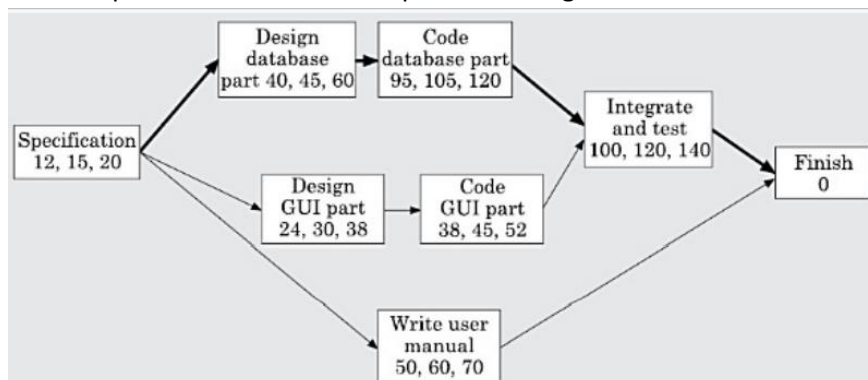 Design
database
part 40, 45, 60
Code
database part
95, 105, 120
Specification
12, 15, 20
Integrate
and test
100, 120, 140
Finish
0
Design
GUI part
24, 30, 38
Code
GUI part
38, 45, 52
Write user
manual
50, 60, 70